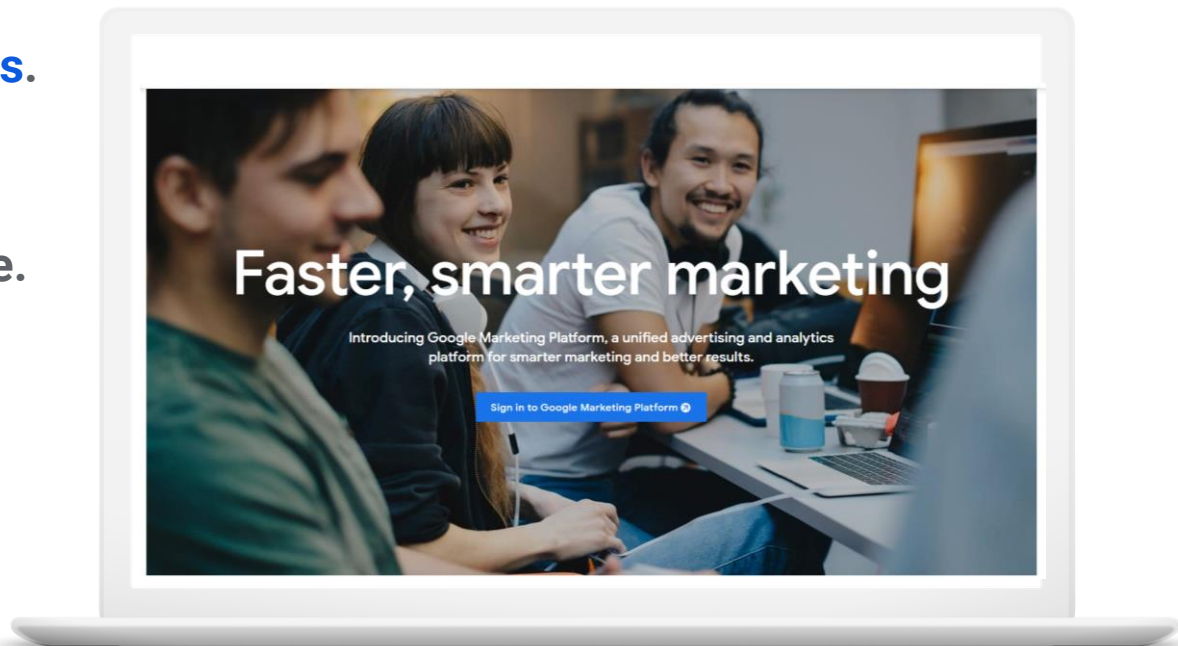 s.
e.
Faster, smarter marketing
Introducing Google Marketing Platform, a unified advertising and analytics
platform for smarter marketing and better results.
Sign in to Google Marketing Platform